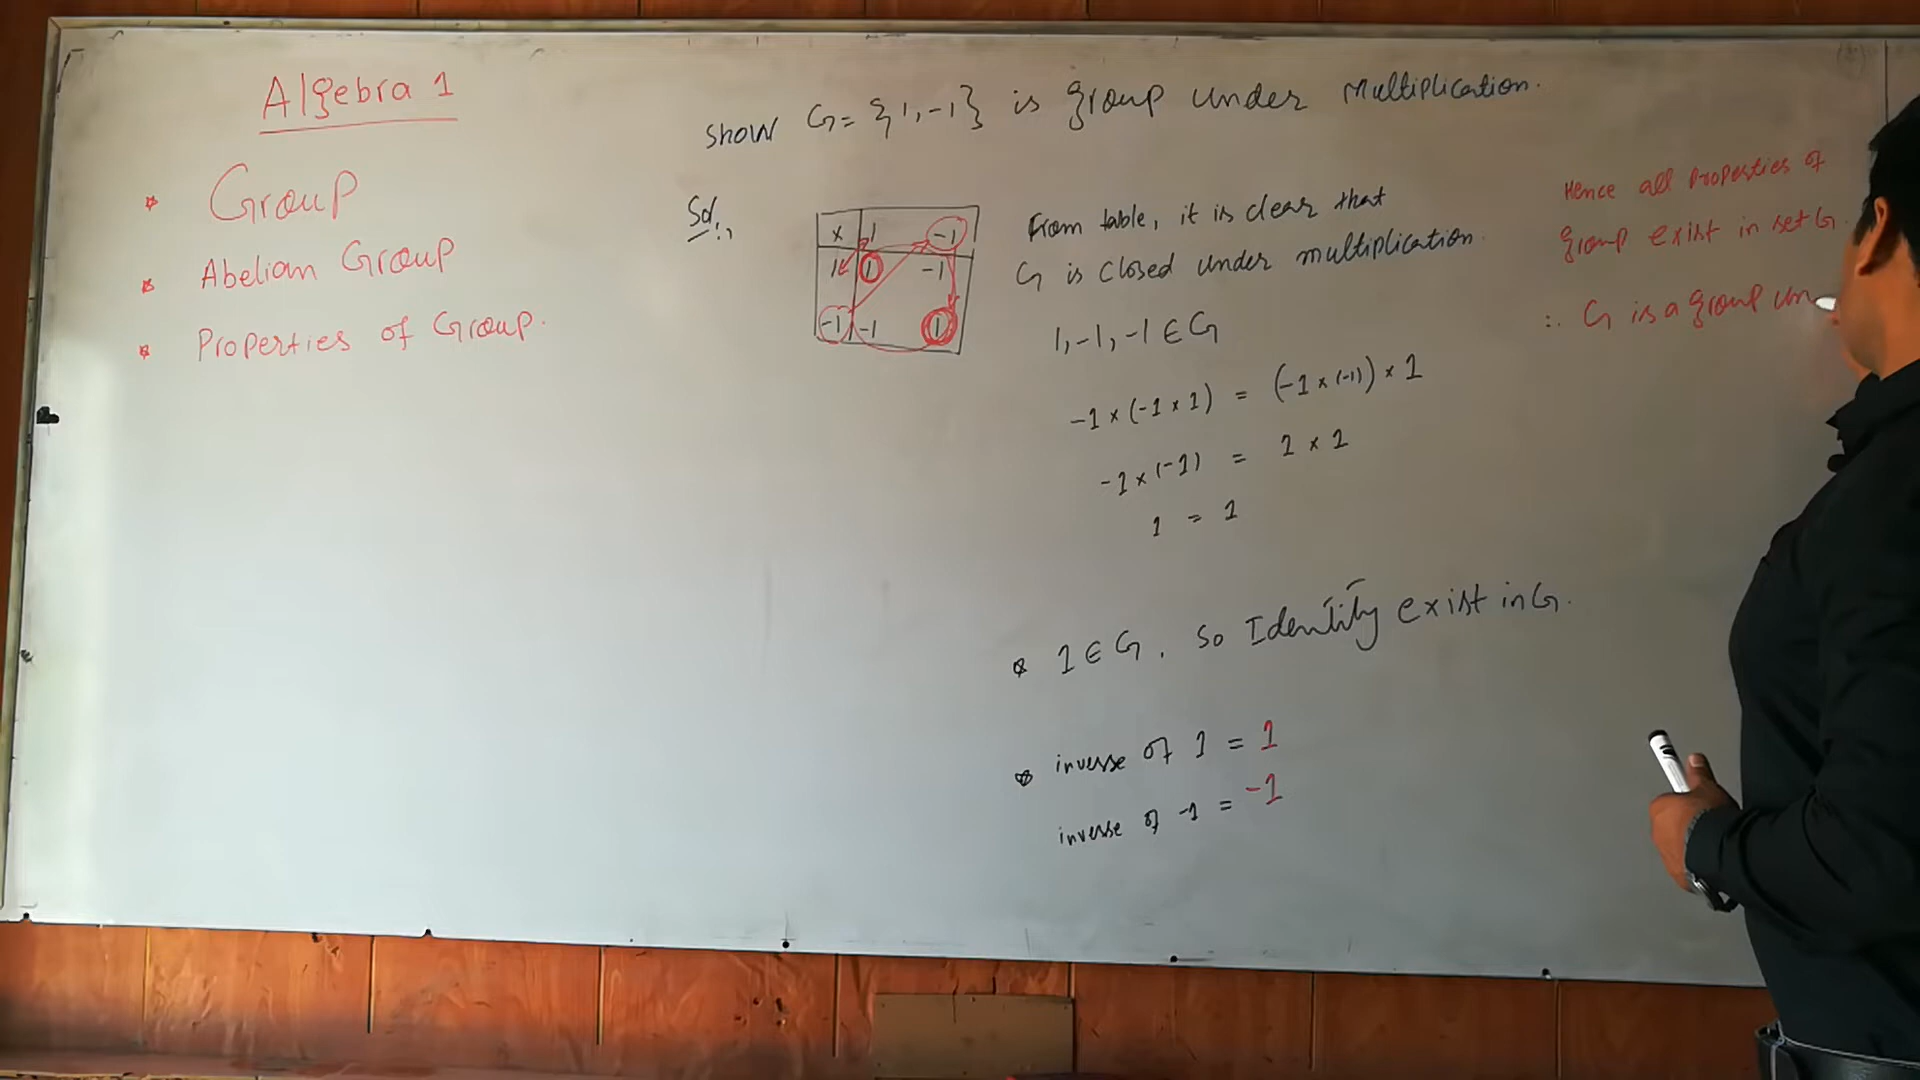 Algebra 1
* Group
* Abelian Group
* Properties of Group.
Show G = {1, -1} is group under multiplication.
Sol:,
× 1 -1
1 1 -1
-1 -1 1
From table, it is clear that
G is closed under multiplication.
1, -1, -1 ∈ G
-1 × (-1 × 1) = (-1 × (-1)) × 1
-1 × (-1) = 1 × 1
1 = 1
* 1 ∈ G. So Identity exist in G.
* inverse of 1 = 1
inverse of -1 = -1
Hence all Properties of
group exist in set G.
∴ G is a group un